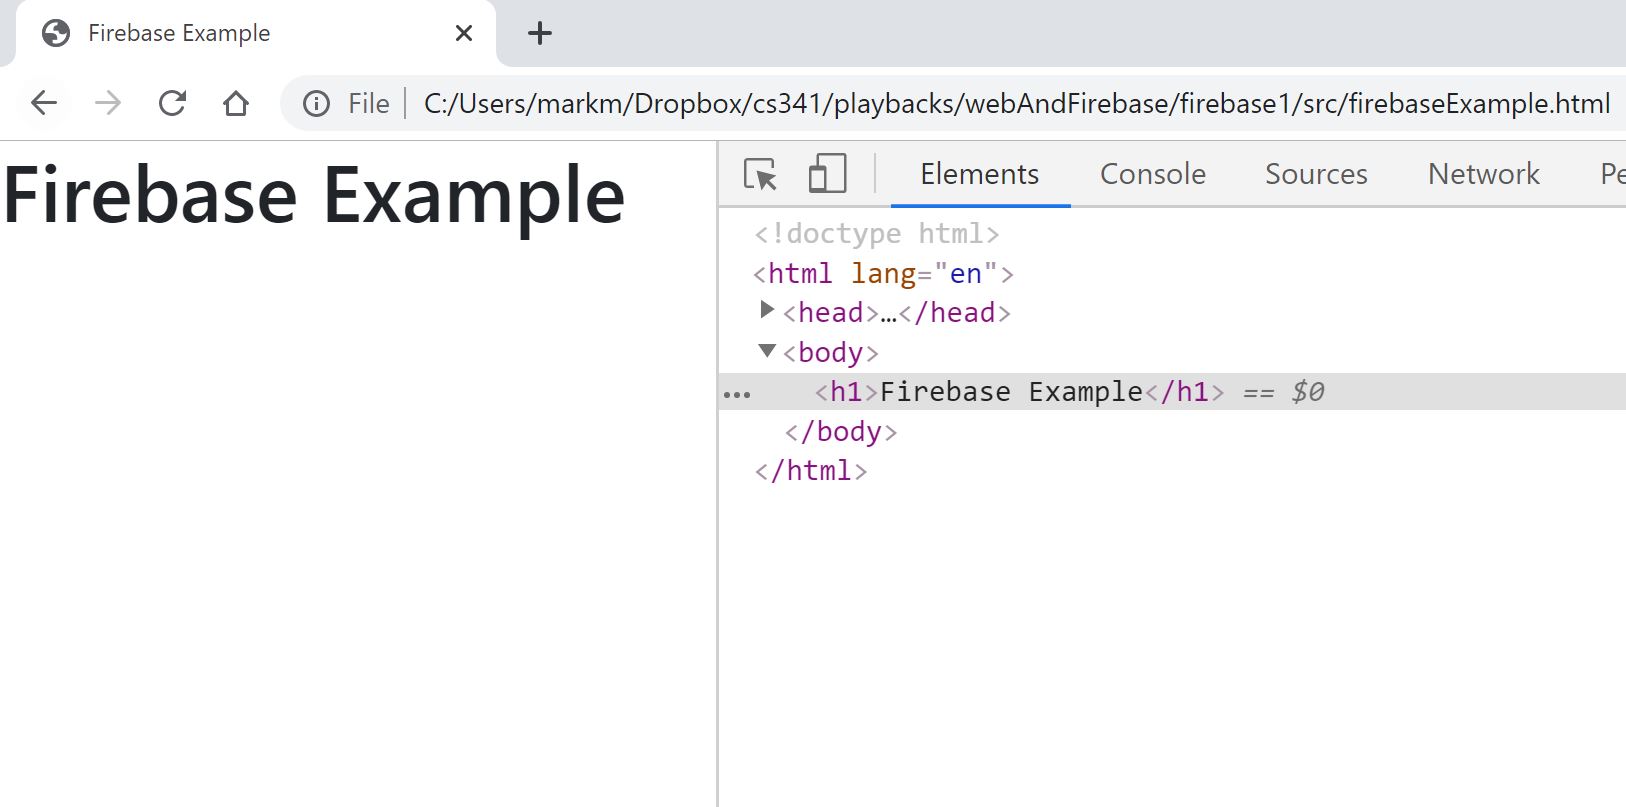 Firebase Example
File C:/Users/markm/Dropbox/cs341/playbacks/webAndFirebase/firebase1/src/firebaseExample.html
Firebase Example
Elements Console Sources Network Pe
<!doctype html>
<html lang="en">
<head>…</head>
<body>
<h1>Firebase Example</h1> == $0
</body>
</html>